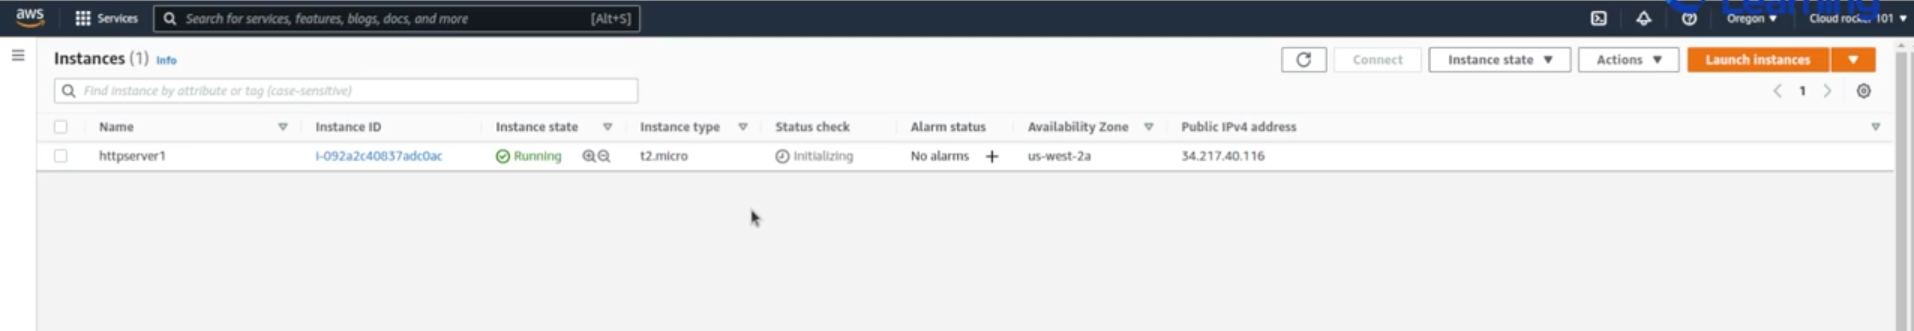 aws Services Search for services, features, blogs, docs, and more [Alt+S] Oregon ▼ Cloud rocker 101 ▼
Learning
Instances (1) Info Connect Instance state ▼ Actions ▼ Launch instances ▼
Find instance by attribute or tag (case-sensitive) < 1 >
Name Instance ID Instance state Instance type Status check Alarm status Availability Zone Public IPv4 address
httpserver1 i-092a2c40837adc0ac Running t2.micro Initializing No alarms + us-west-2a 34.217.40.116